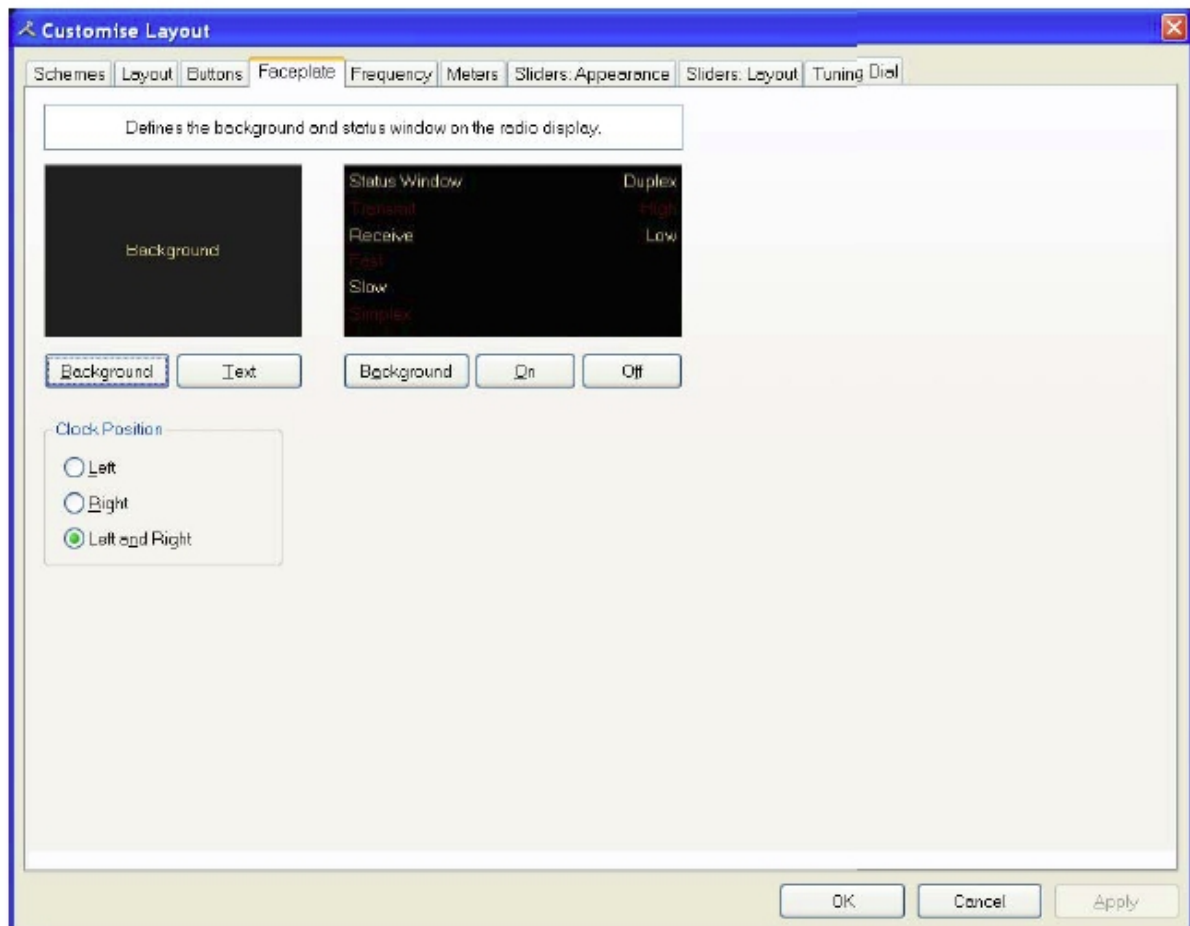 Customise Layout
Schemes Layout Buttons Faceplate Frequency Meters Sliders: Appearance Sliders: Layout Tuning Dial
Defines the background and status window on the radio display.
Background
Status Window Duplex
Transmit High
Receive Low
Fast
Slow
Simplex
Background Text Background On Off
Clock Position
Left
Right
Left and Right
OK Cancel Apply